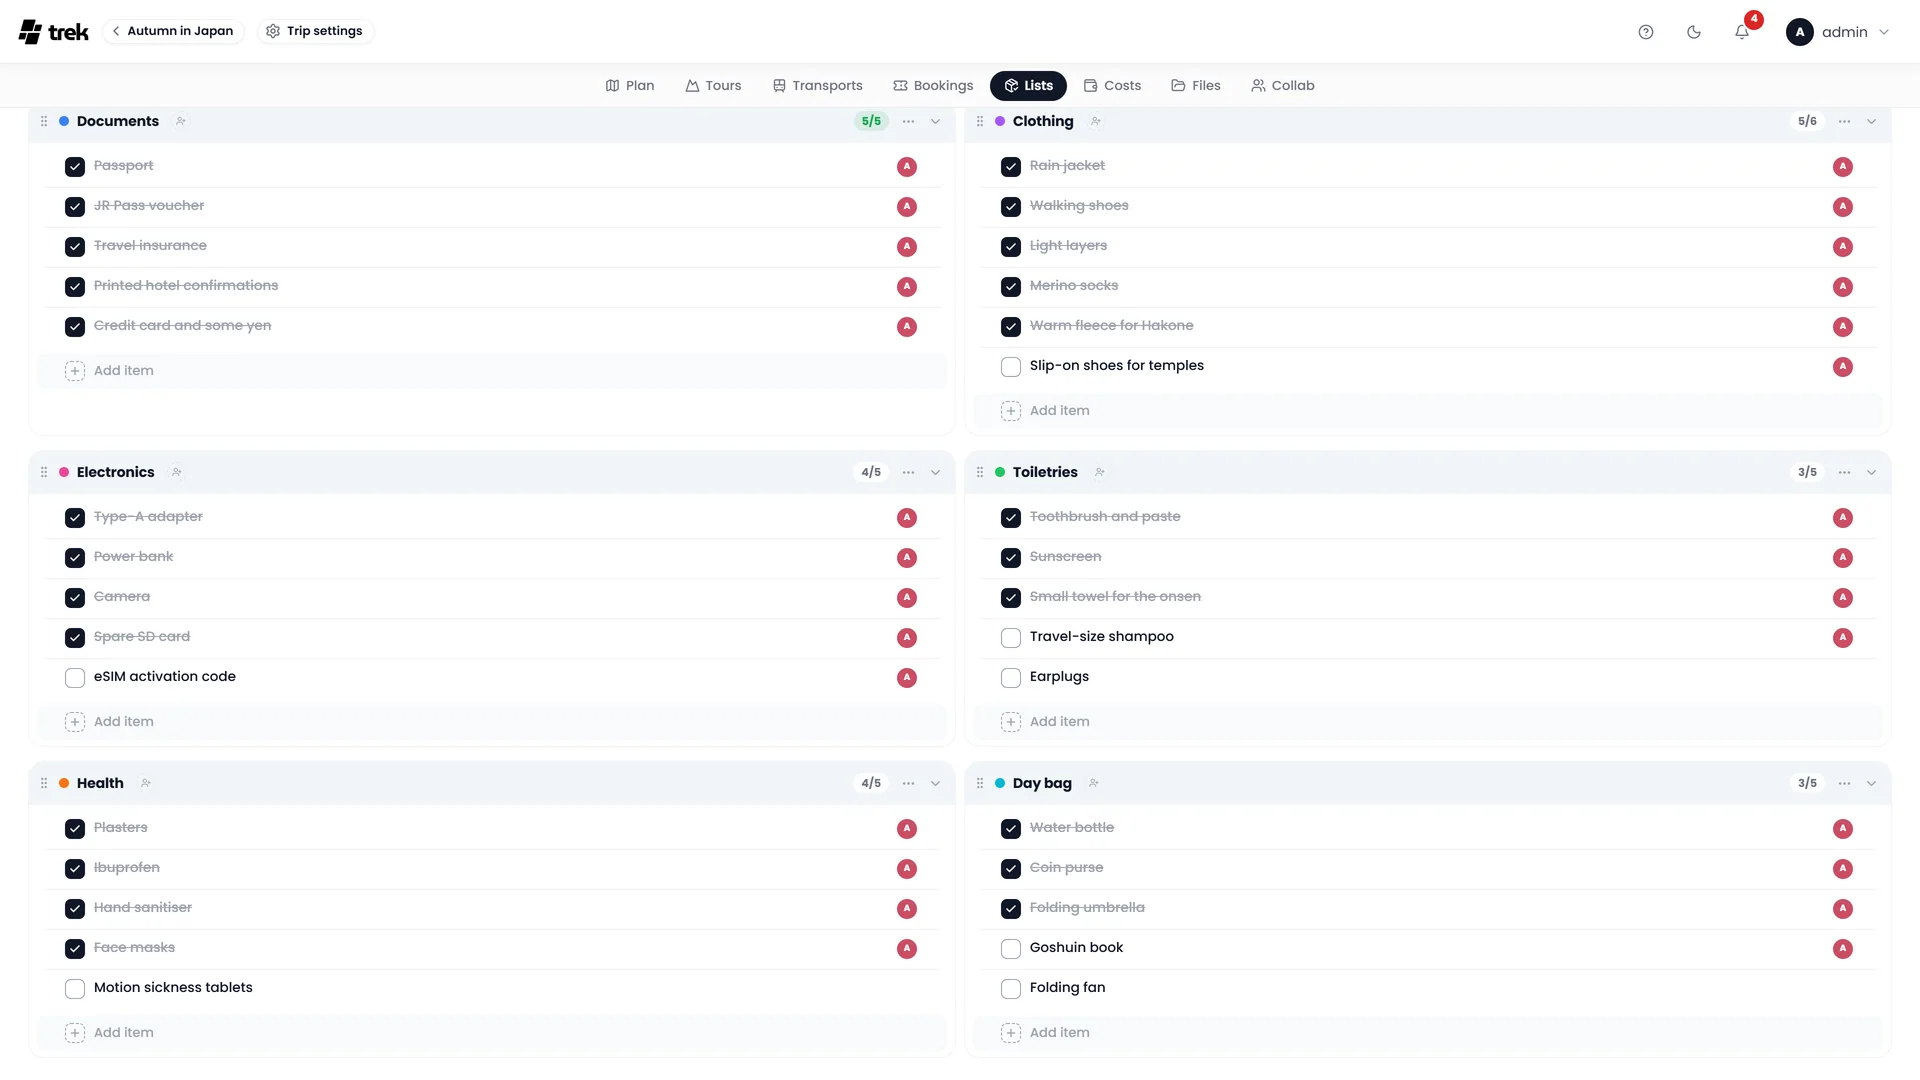 trek
Autumn in Japan
Trip settings
4
A
admin
Plan
Tours
Transports
Bookings
Lists
Costs
Files
Collab
Documents
5/5
Passport
A
JR Pass voucher
A
Travel insurance
A
Printed hotel confirmations
A
Credit card and some yen
A
Add item
Clothing
5/6
Rain jacket
A
Walking shoes
A
Light layers
A
Merino socks
A
Warm fleece for Hakone
A
Slip-on shoes for temples
A
Add item
Electronics
4/5
Type-A adapter
A
Power bank
A
Camera
A
Spare SD card
A
eSIM activation code
A
Add item
Toiletries
3/5
Toothbrush and paste
A
Sunscreen
A
Small towel for the onsen
A
Travel-size shampoo
A
Earplugs
Add item
Health
4/5
Plasters
A
Ibuprofen
A
Hand sanitiser
A
Face masks
A
Motion sickness tablets
Add item
Day bag
3/5
Water bottle
A
Coin purse
A
Folding umbrella
A
Goshuin book
A
Folding fan
Add item